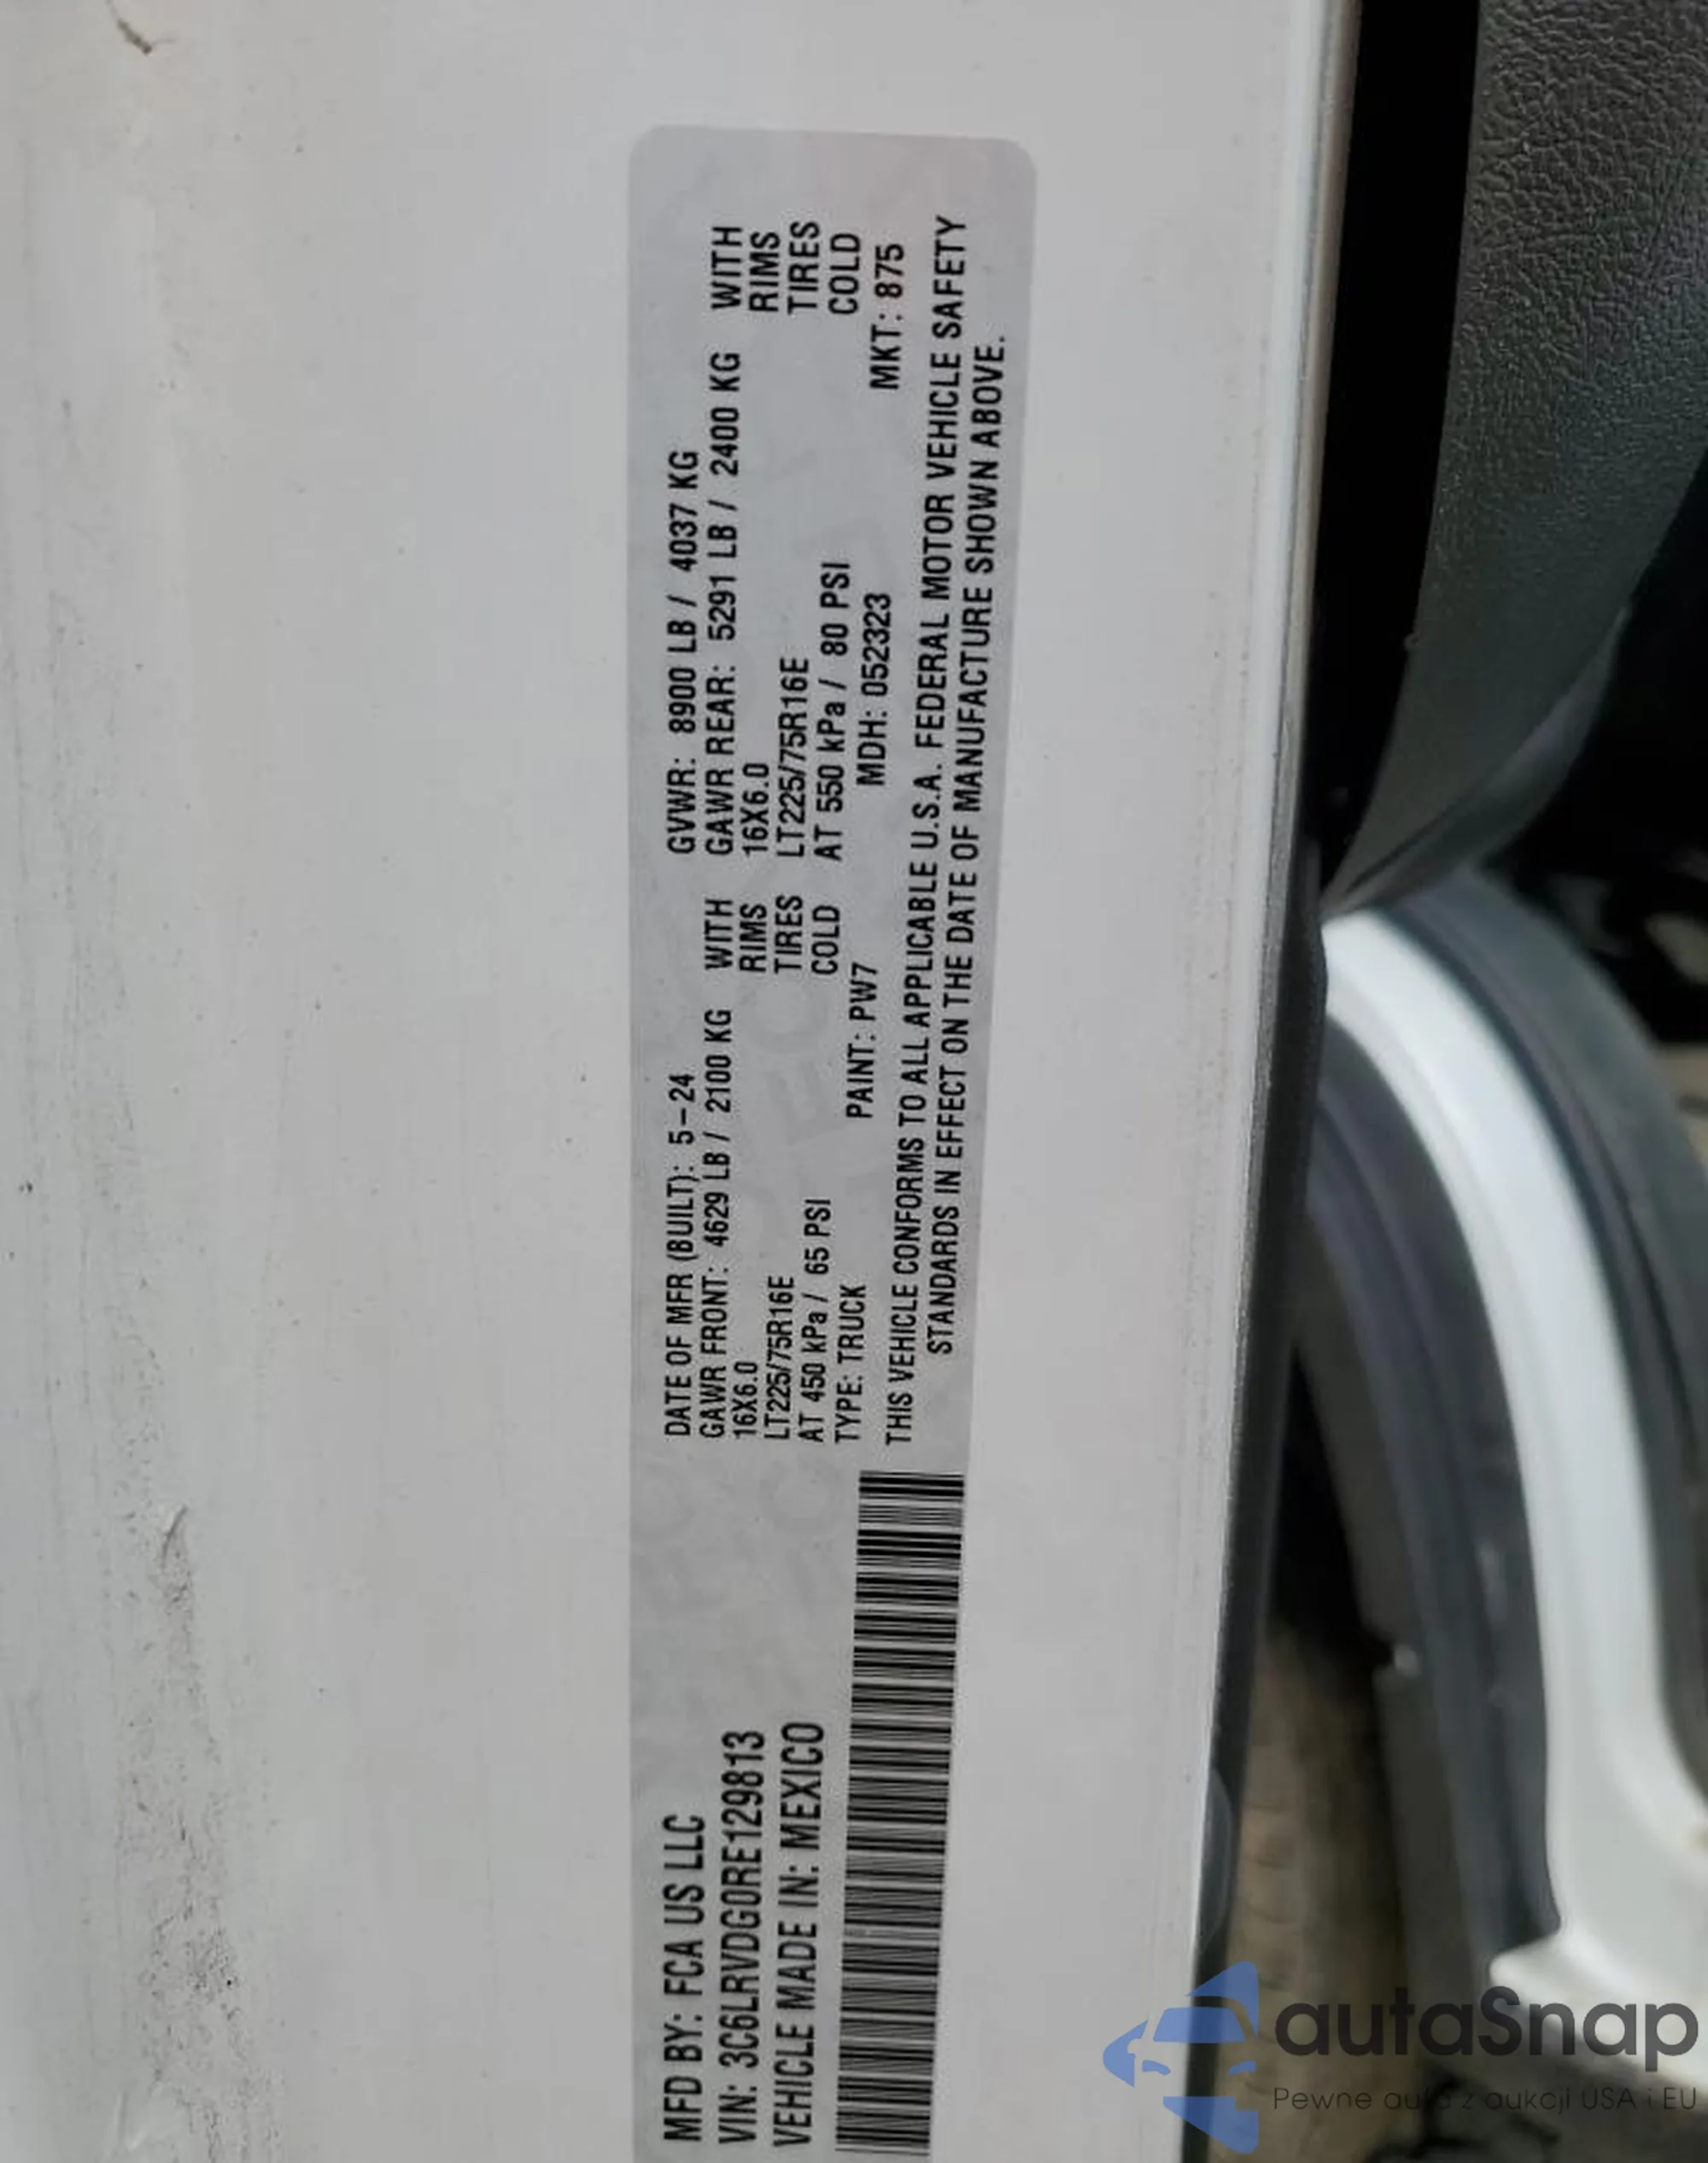 MFD BY: FCA US LLC
VIN: 3C6LRVDG0RE129813
VEHICLE MADE IN: MEXICO
DATE OF MFR (BUILT): 5-24 GVWR: 8900 LB / 4037 KG
GAWR FRONT: 4629 LB / 2100 KG WITH GAWR REAR: 5291 LB / 2400 KG WITH
16X6.0 RIMS 16X6.0 RIMS
LT225/75R16E TIRES LT225/75R16E TIRES
AT 450 kPa / 65 PSI COLD AT 550 kPa / 80 PSI COLD
TYPE: TRUCK PAINT: PW7 MDH: 052323 MKT: 875
THIS VEHICLE CONFORMS TO ALL APPLICABLE U.S.A. FEDERAL MOTOR VEHICLE SAFETY
STANDARDS IN EFFECT ON THE DATE OF MANUFACTURE SHOWN ABOVE.
autaSnap
Pewne auta z aukcji USA i EU